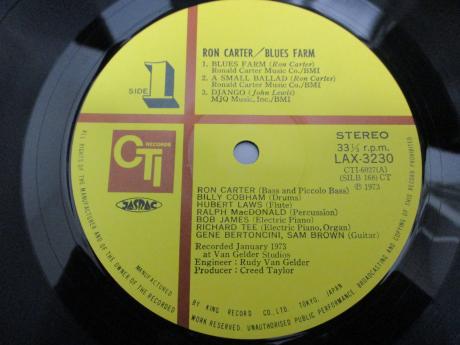 RON CARTER/BLUES FARM
1. BLUES FARM (Ron Carter)
Ronald Carter Music Co./BMI
2. A SMALL BALLAD (Ron Carter)
Ronald Carter Music Co./BMI
3. DJANGO (John Lewis)
MJQ Music, Inc./BMI
SIDE 1
STEREO
33⅓ r.p.m.
LAX-3230
CTI-6027(A)
(SILB 168) CT
Ⓟ 1973
CTI RECORDS
JASRAC
RON CARTER (Bass and Piccolo Bass)
BILLY COBHAM (Drums)
HUBERT LAWS (Flute)
RALPH MacDONALD (Percussion)
BOB JAMES (Electric Piano)
RICHARD TEE (Electric Piano, Organ)
GENE BERTONCINI, SAM BROWN (Guitar)
Recorded January 1973
at Van Gelder Studios
Engineer : Rudy Van Gelder
Producer : Creed Taylor
ALL RIGHTS OF THE MANUFACTURER AND OF THE OWNER OF THE RECORDED WORK RESERVED. UNAUTHORISED PUBLIC PERFORMANCE BROADCASTING AND COPYING OF THIS RECORD PROHIBITED.
MANUFACTURED BY KING RECORD CO. LTD. TOKYO, JAPAN